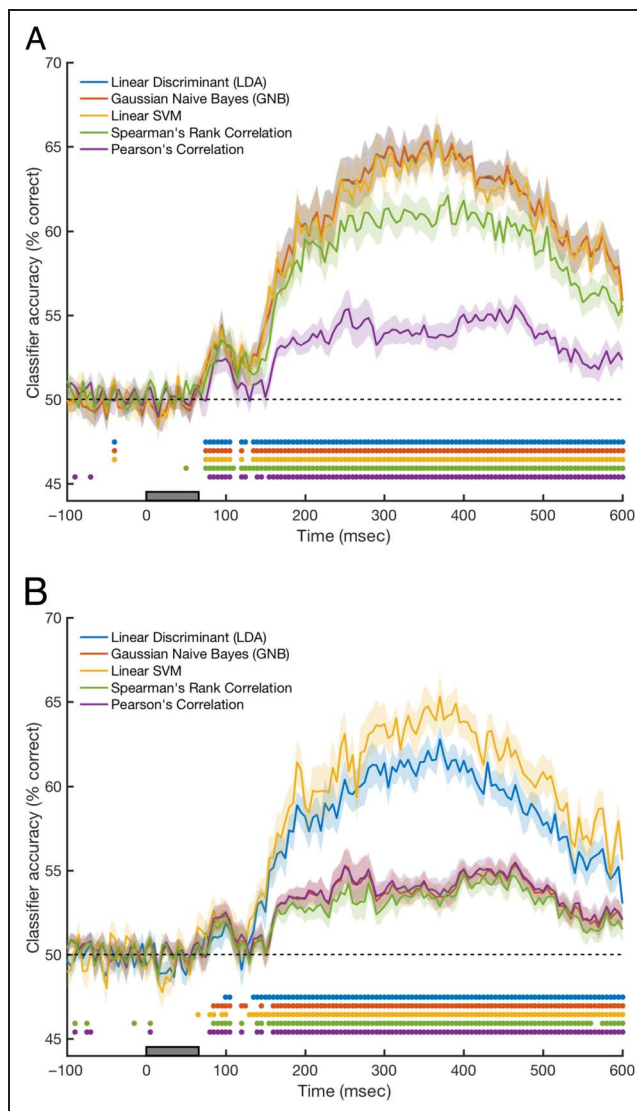 A
70
65
60
55
50
45
Classifier accuracy (% correct)
Linear Discriminant (LDA)
Gaussian Naive Bayes (GNB)
Linear SVM
Spearman's Rank Correlation
Pearson's Correlation
−100 0 100 200 300 400 500 600
Time (msec)
B
70
65
60
55
50
45
44
Classifier accuracy (% correct)
Linear Discriminant (LDA)
Gaussian Naive Bayes (GNB)
Linear SVM
Spearman's Rank Correlation
Pearson's Correlation
−100 0 100 200 300 400 500 600
Time (msec)